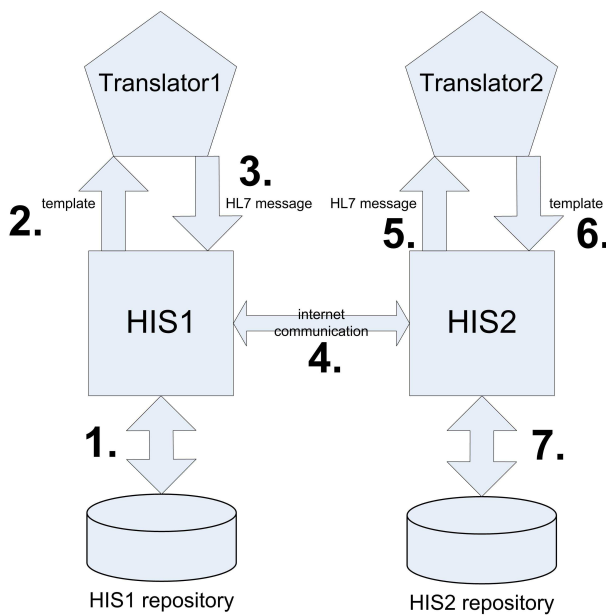 Translator1
Translator2
3.
2.
template
HL7 message
HL7 message
5.
template
6.
HIS1
internet
communication
4.
HIS2
1.
7.
HIS1 repository
HIS2 repository